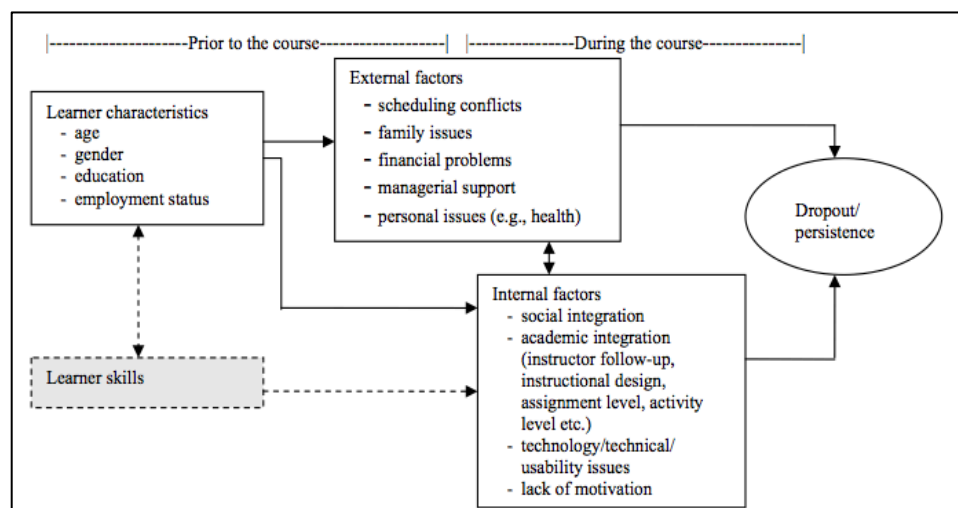 |---------------------Prior to the course-------------------| |----------------During the course---------------|
Learner characteristics
- age
- gender
- education
- employment status
External factors
- scheduling conflicts
- family issues
- financial problems
- managerial support
- personal issues (e.g., health)
Dropout/
persistence
Learner skills
Internal factors
- social integration
- academic integration
(instructor follow-up,
instructional design,
assignment level, activity
level etc.)
- technology/technical/
usability issues
- lack of motivation